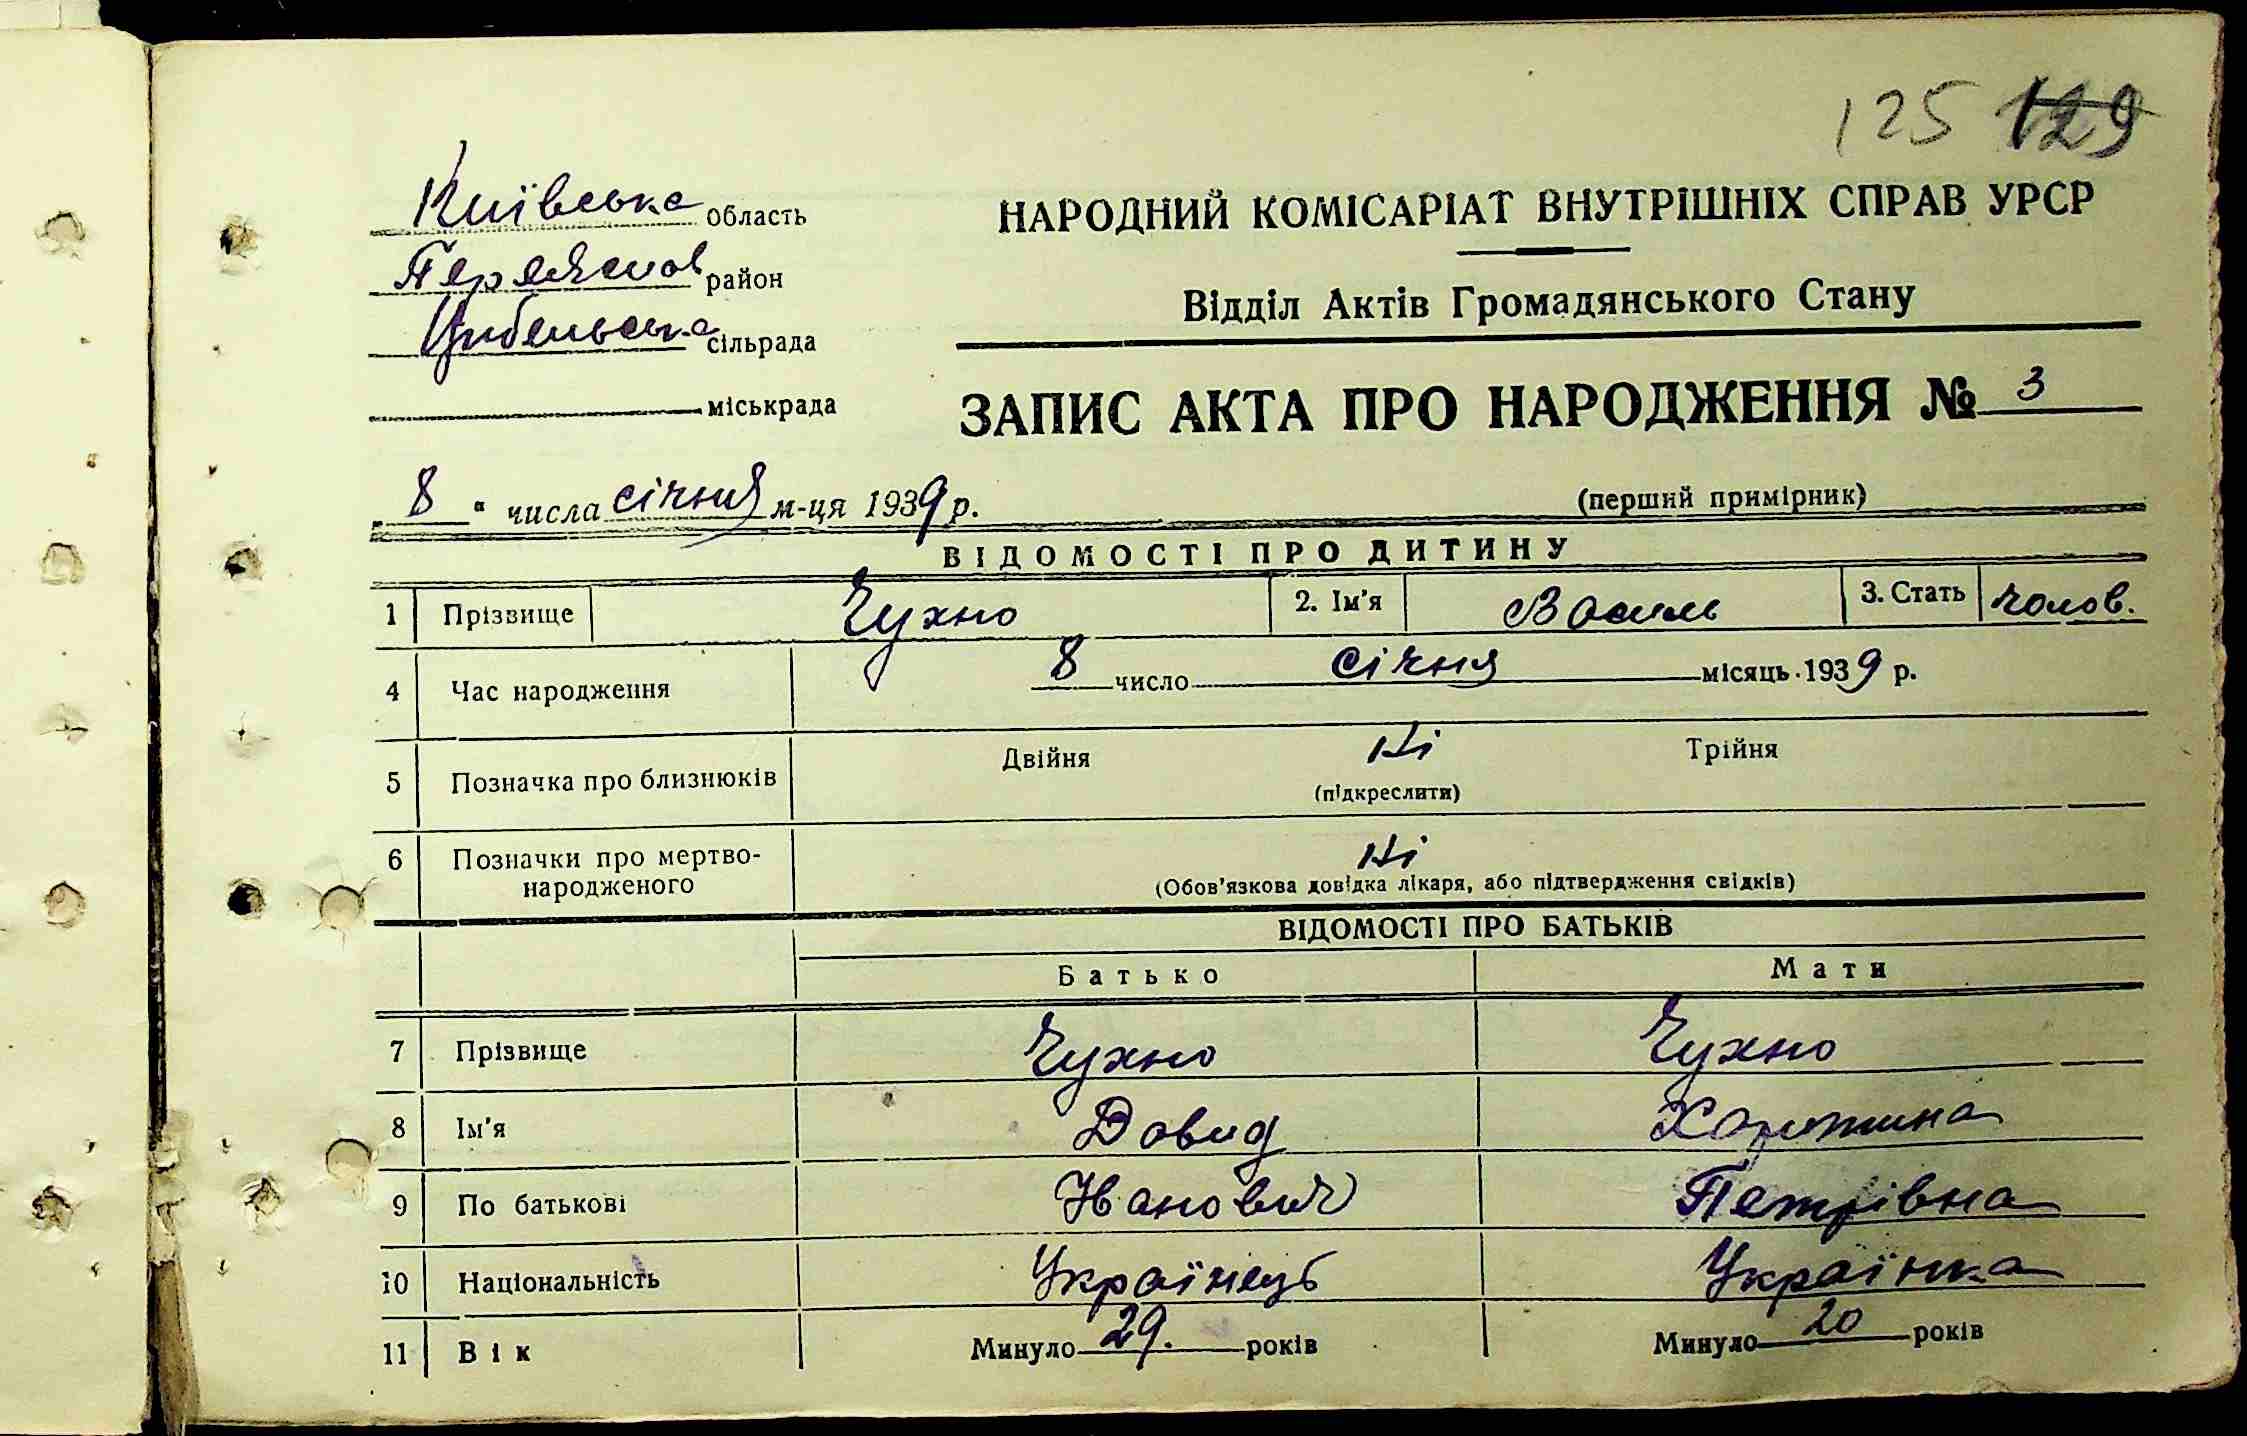 125 129
Київська область
НАРОДНИЙ КОМІСАРІАТ ВНУТРІШНІХ СПРАВ УРСР
район
Відділ Актів Громадянського Стану
Цибельська сільрада
міськрада
ЗАПИС АКТА ПРО НАРОДЖЕННЯ № 3
„ 8 “ числа січня м-ця 1939 р.
(перший примірник)
ВІДОМОСТІ ПРО ДИТИНУ
1 Прізвище Чухно 2. Ім'я Василь 3. Стать чолов.
4 Час народження 8 число січня місяць 1939 р.
5 Позначка про близнюків Двійня Ні Трійня
(підкреслити)
6 Позначки про мертво-
народженого Ні
(Обов'язкова довідка лікаря, або підтвердження свідків)
ВІДОМОСТІ ПРО БАТЬКІВ
Батько Мати
7 Прізвище Чухно Чухно
8 Ім'я Довид
9 По батькові Іванович Петрівна
10 Національність Українець Українка
11 Вік Минуло 29. років Минуло 20 років